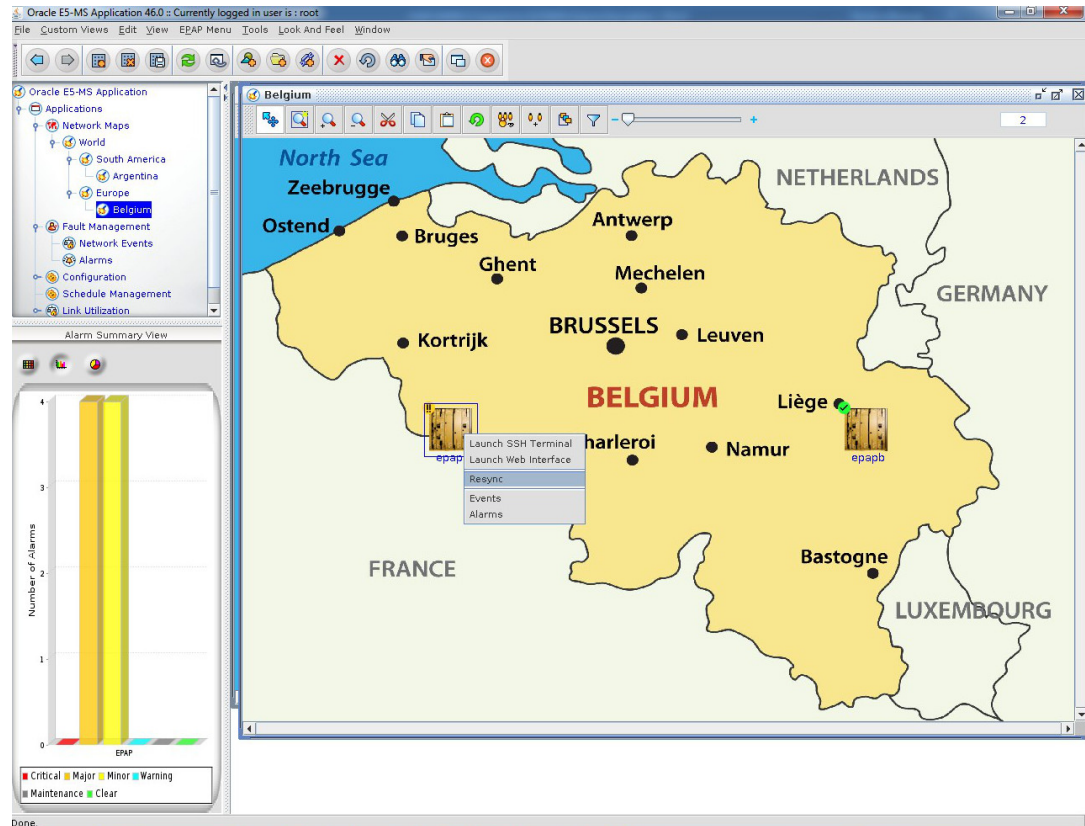 Oracle E5-MS Application 46.0 :: Currently logged in user is : root
File Custom Views Edit View EPAP Menu Tools Look And Feel Window
Oracle E5-MS Application
Applications
Network Maps
World
South America
Argentina
Europe
Belgium
Fault Management
Network Events
Alarms
Configuration
Schedule Management
Link Utilization
Alarm Summary View
4
3
2
1
0
Number of Alarms
EPAP
Critical Major Minor Warning
Maintenance Clear
Belgium
2
North Sea
NETHERLANDS
Zeebrugge
Ostend
Antwerp
Bruges
Ghent
Mechelen
GERMANY
BRUSSELS
Leuven
Kortrijk
BELGIUM
Liège
Launch SSH Terminal
Launch Web Interface
Resync
Events
Alarms
harleroi
Namur
epap
epapb
FRANCE
Bastogne
LUXEMBOURG
Done.